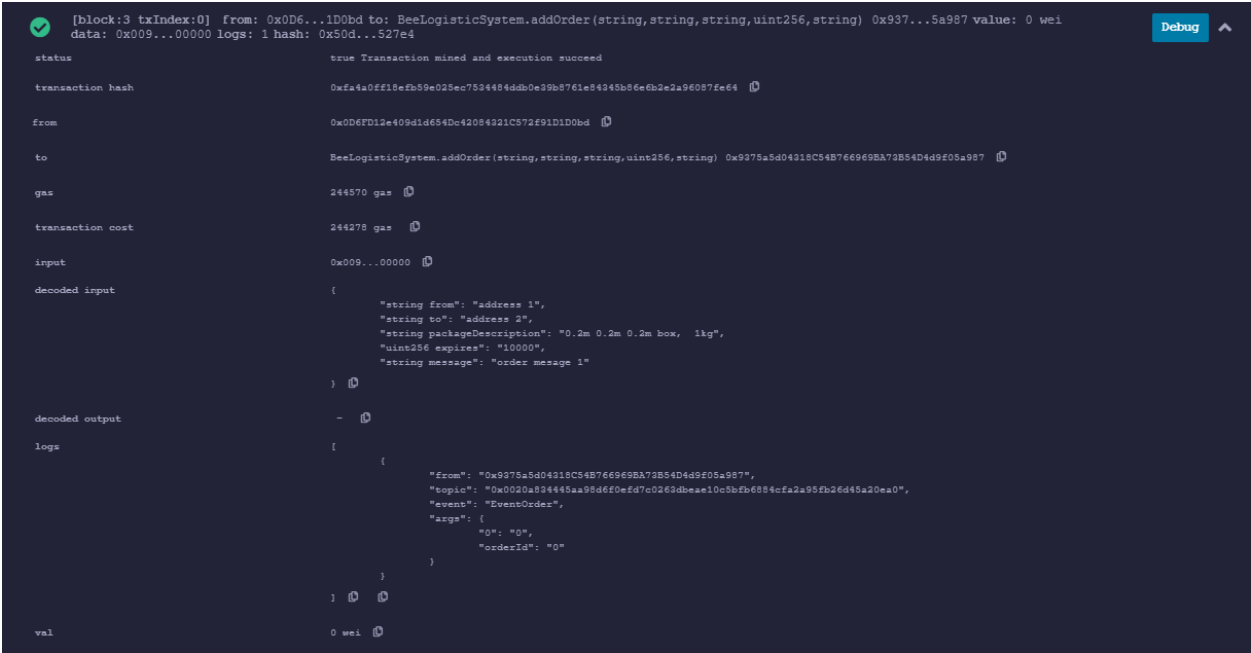 [block:3 txIndex:0] from: 0x0D6...1D0bd to: BeeLogisticSystem.addOrder(string,string,string,uint256,string) 0x937...5a987 value: 0 wei
data: 0x009...00000 logs: 1 hash: 0x50d...527e4
Debug
status true Transaction mined and execution succeed
transaction hash 0xfa4a0ff18efb59e025ec7534484ddb0e39b8761e84345b86e6b2e2a96087fe64
from 0x0D6FD12e409d1d654Dc42084321C572f91D1D0bd
to BeeLogisticSystem.addOrder(string,string,string,uint256,string) 0x9375a5d04318C54B766969BA73B54D4d9f05a987
gas 244570 gas
transaction cost 244278 gas
input 0x009...00000
decoded input {
"string from": "address 1",
"string to": "address 2",
"string packageDescription": "0.2m 0.2m 0.2m box, 1kg",
"uint256 expires": "10000",
"string message": "order mesage 1"
}
decoded output -
logs [
{
"from": "0x9375a5d04318C54B766969BA73B54D4d9f05a987",
"topic": "0x0020a834445aa98d6f0efd7c0263dbeae10c5bfb6884cfa2a95fb26d45a20ea0",
"event": "EventOrder",
"args": {
"0": "0",
"orderId": "0"
}
}
]
val 0 wei